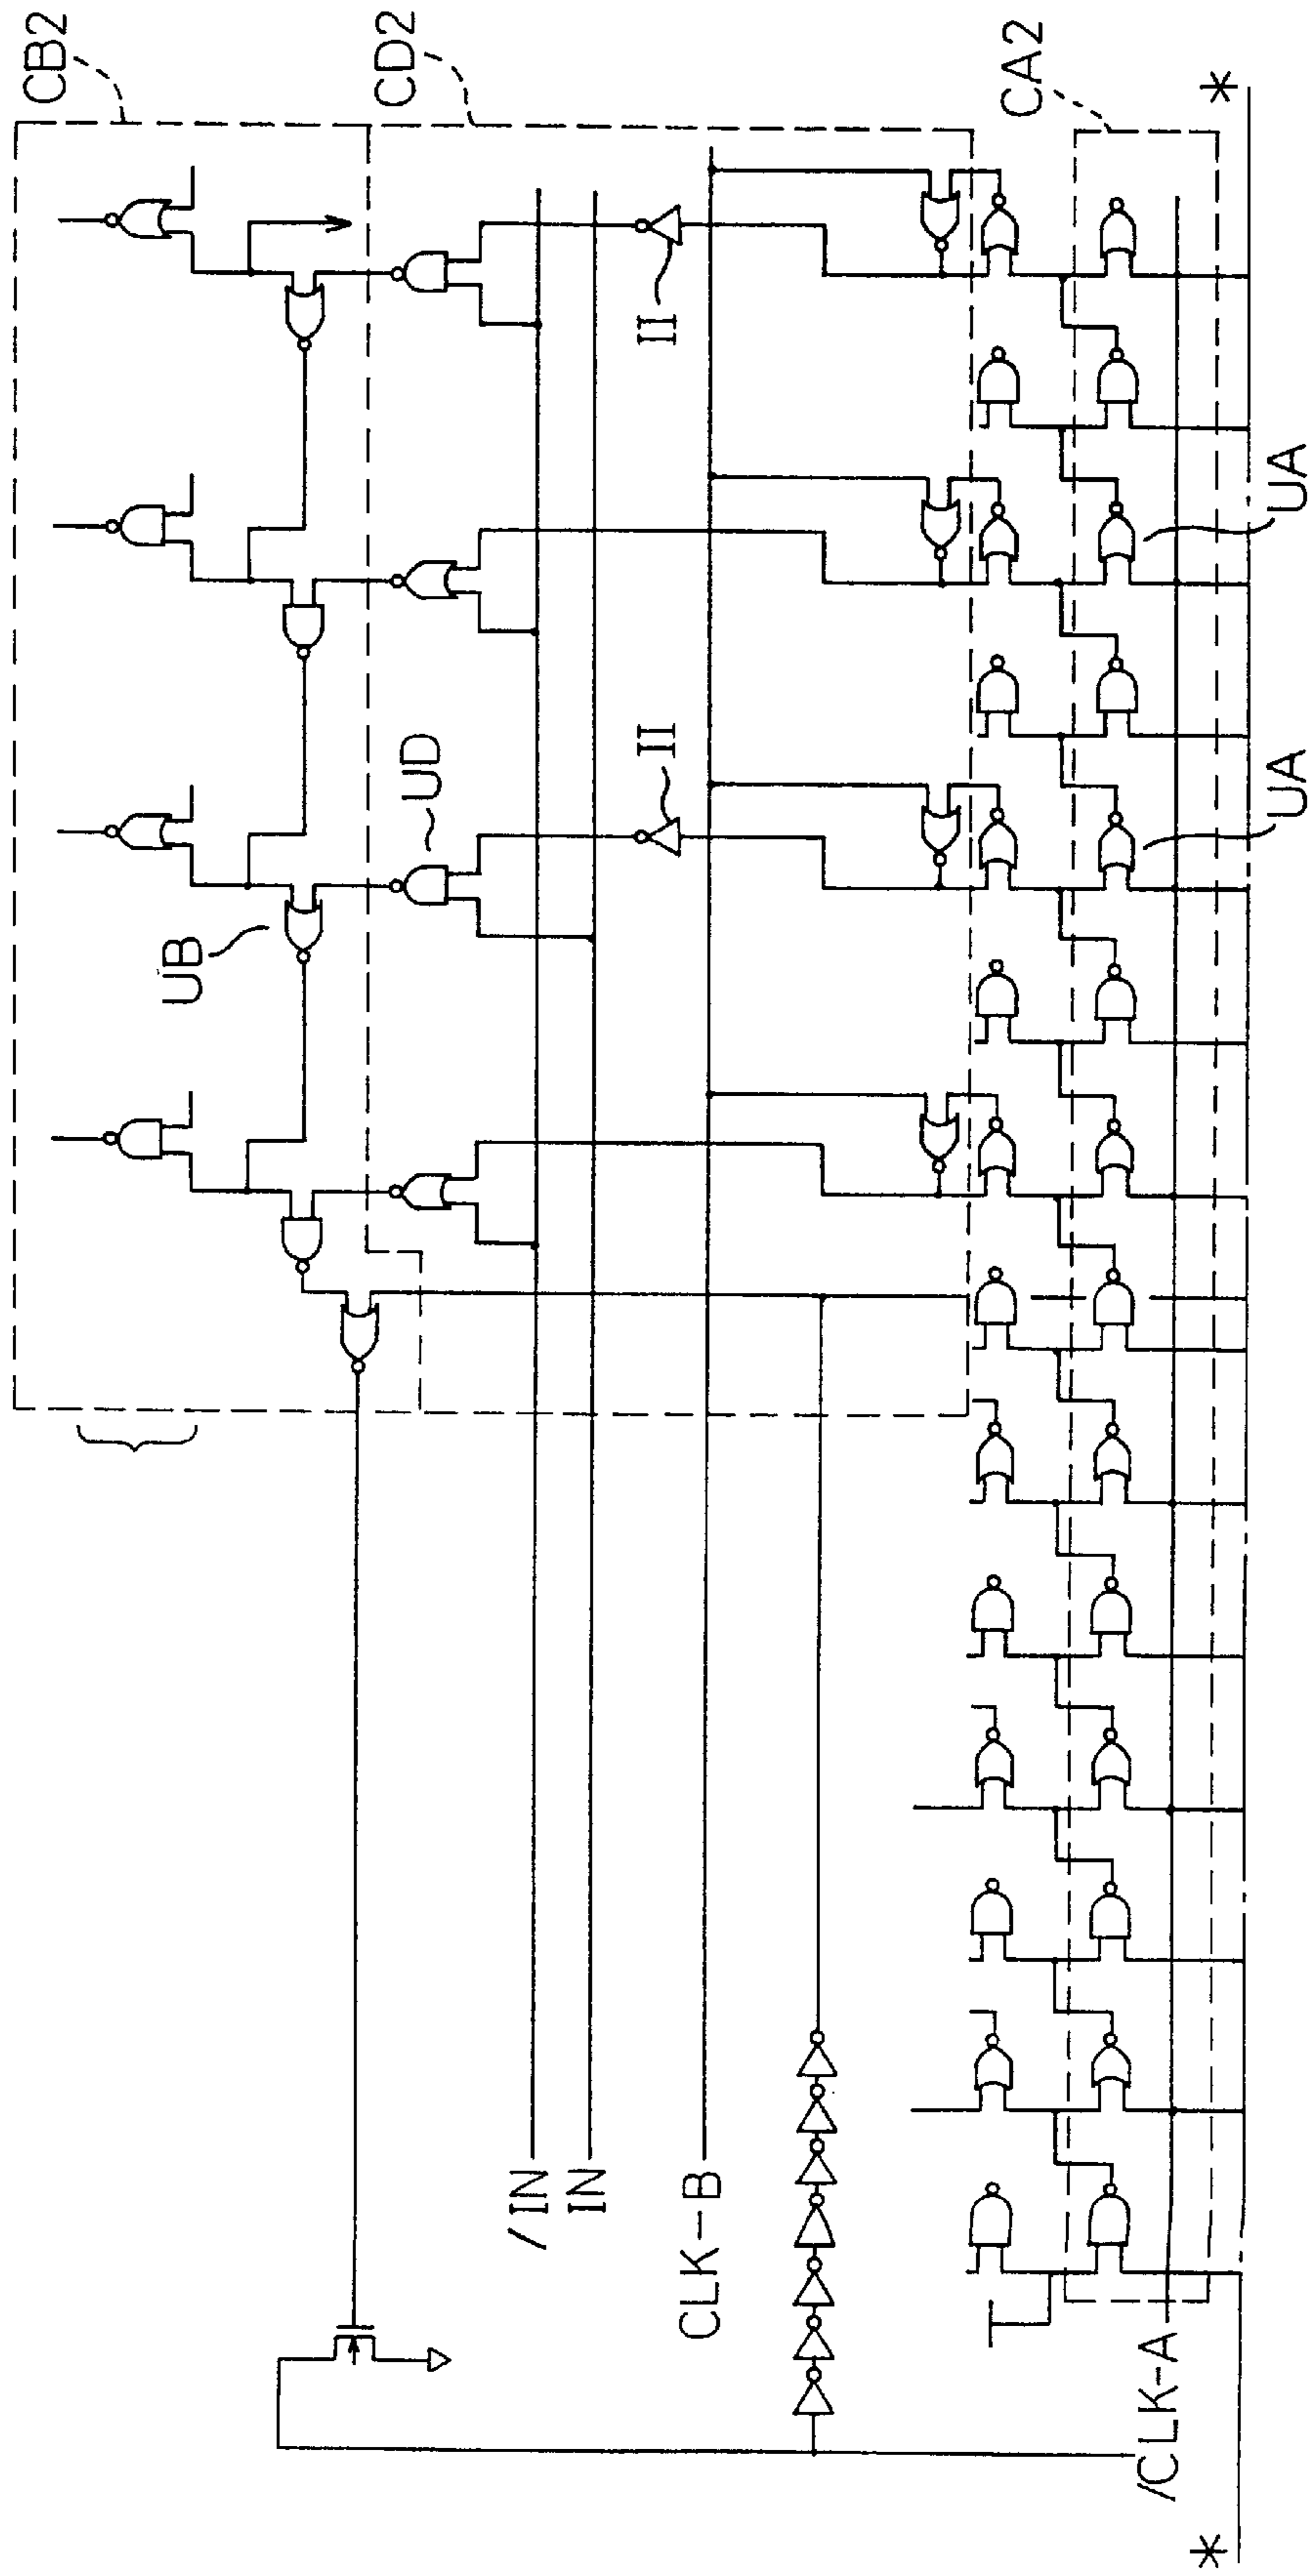 CB2
CD2
CA2
*
II
UA
II
UD
UB
UA
/IN
IN
CLK-B
/CLK-A
*